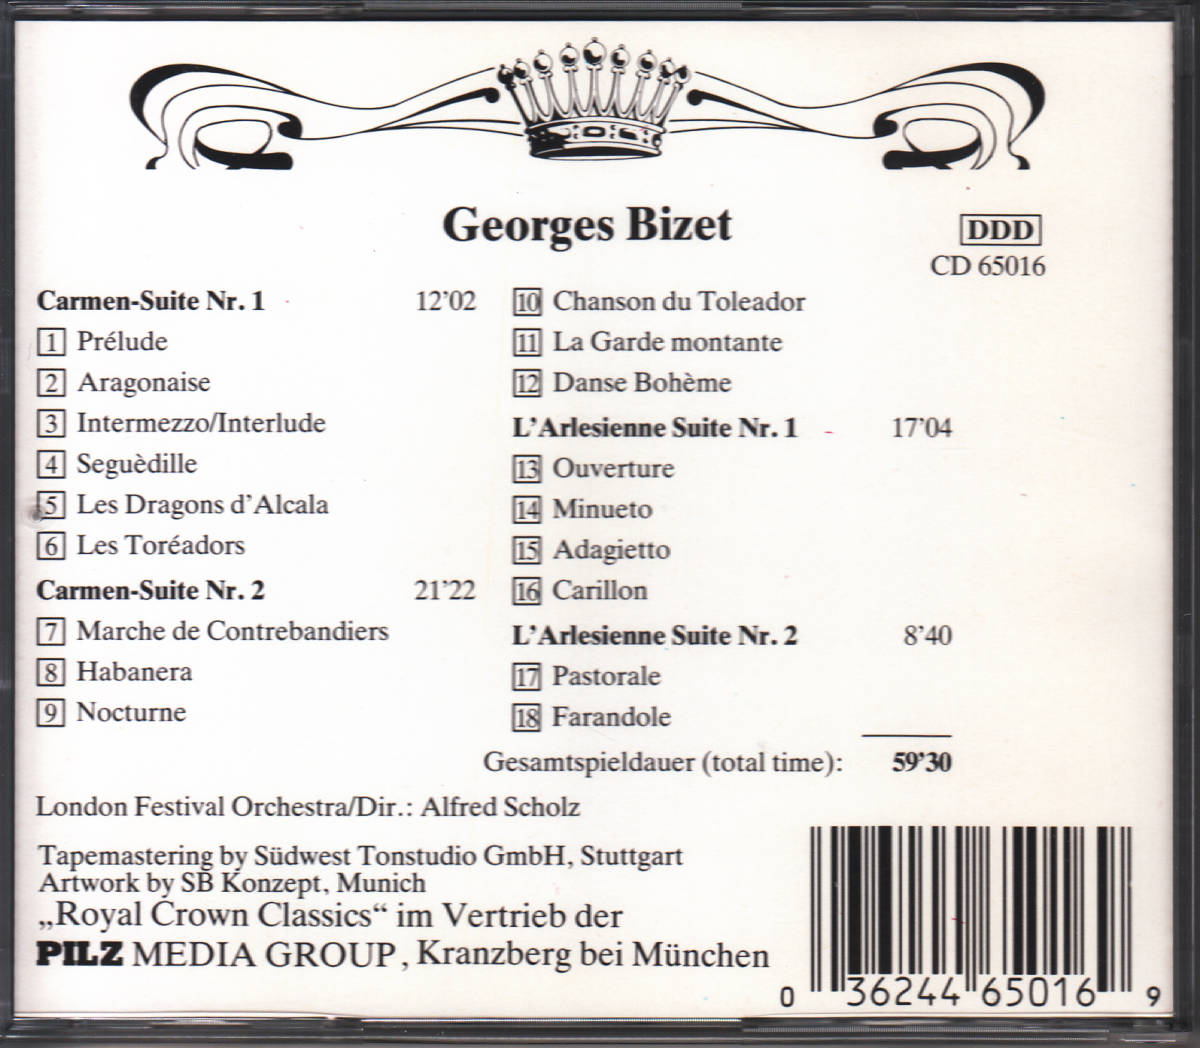 Georges Bizet
DDD
CD 65016
Carmen-Suite Nr. 1 12’02
1 Prélude
2 Aragonaise
3 Intermezzo/Interlude
4 Seguèdille
5 Les Dragons d’Alcala
6 Les Toréadors
Carmen-Suite Nr. 2 21’22
7 Marche de Contrebandiers
8 Habanera
9 Nocturne
10 Chanson du Toleador
11 La Garde montante
12 Danse Bohème
L’Arlesienne Suite Nr. 1 17’04
13 Ouverture
14 Minueto
15 Adagietto
16 Carillon
L’Arlesienne Suite Nr. 2 8’40
17 Pastorale
18 Farandole
Gesamtspieldauer (total time): 59’30
London Festival Orchestra/Dir.: Alfred Scholz
Tapemastering by Südwest Tonstudio GmbH, Stuttgart
Artwork by SB Konzept, Munich
„Royal Crown Classics“ im Vertrieb der
PILZ MEDIA GROUP, Kranzberg bei München
0 36244 65016 9